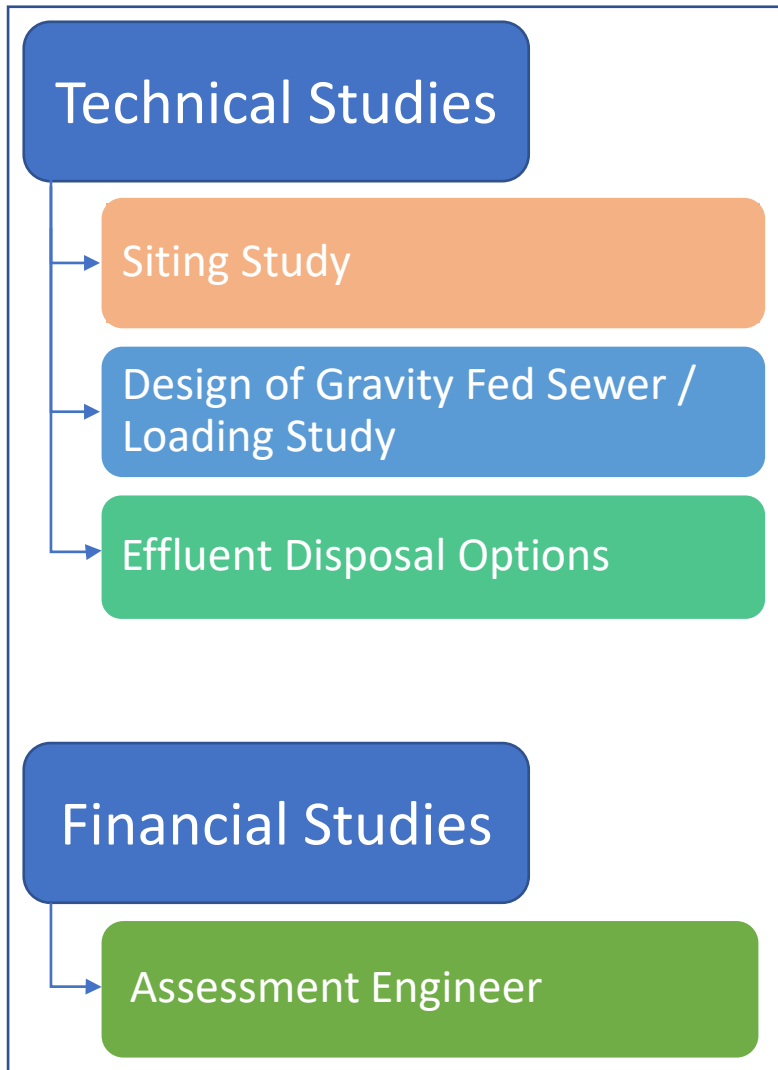 Technical Studies
Siting Study
Design of Gravity Fed Sewer /
Loading Study
Effluent Disposal Options
Financial Studies
Assessment Engineer